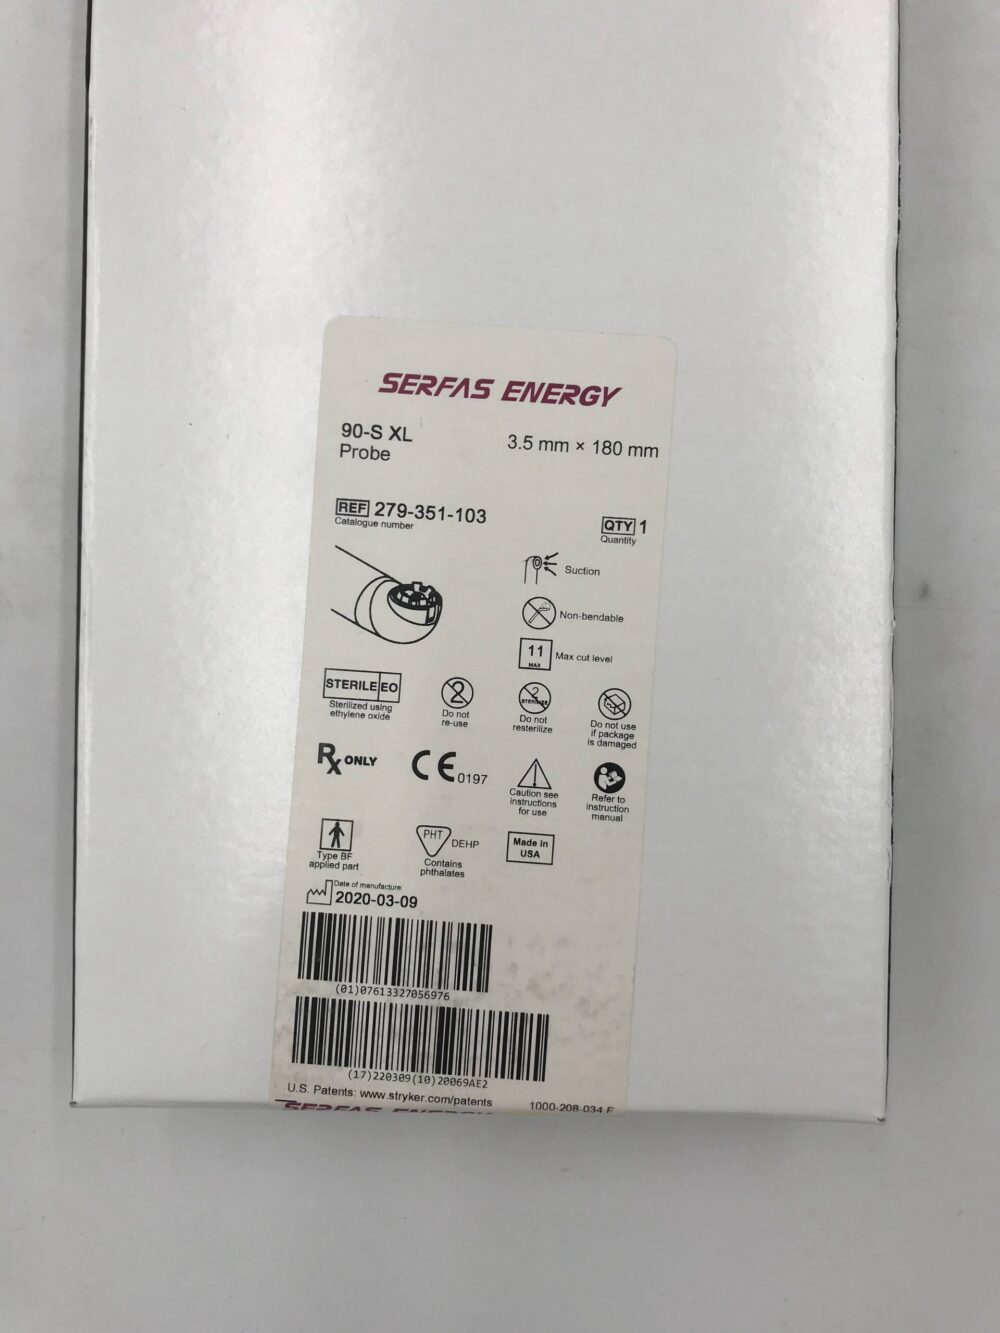 SERFAS ENERGY
90-S XL
Probe
3.5 mm × 180 mm
REF 279-351-103
Catalogue number
QTY 1
Quantity
Suction
Non-bendable
11
MAX
Max cut level
STERILE EO
Sterilized using
ethylene oxide
2
Do not
re-use
2
STERILIZE
Do not
resterilize
Do not use
if package
is damaged
Rx ONLY
CE 0197
Caution see
instructions
for use
Refer to
instruction
manual
Type BF
applied part
PHT DEHP
Contains
phthalates
Made in
USA
Date of manufacture:
2020-03-09
(01)07613327056976
(17)220309(10)20069AE2
U.S. Patents: www.stryker.com/patents
1000-208-034 F
SERFAS ENERGY